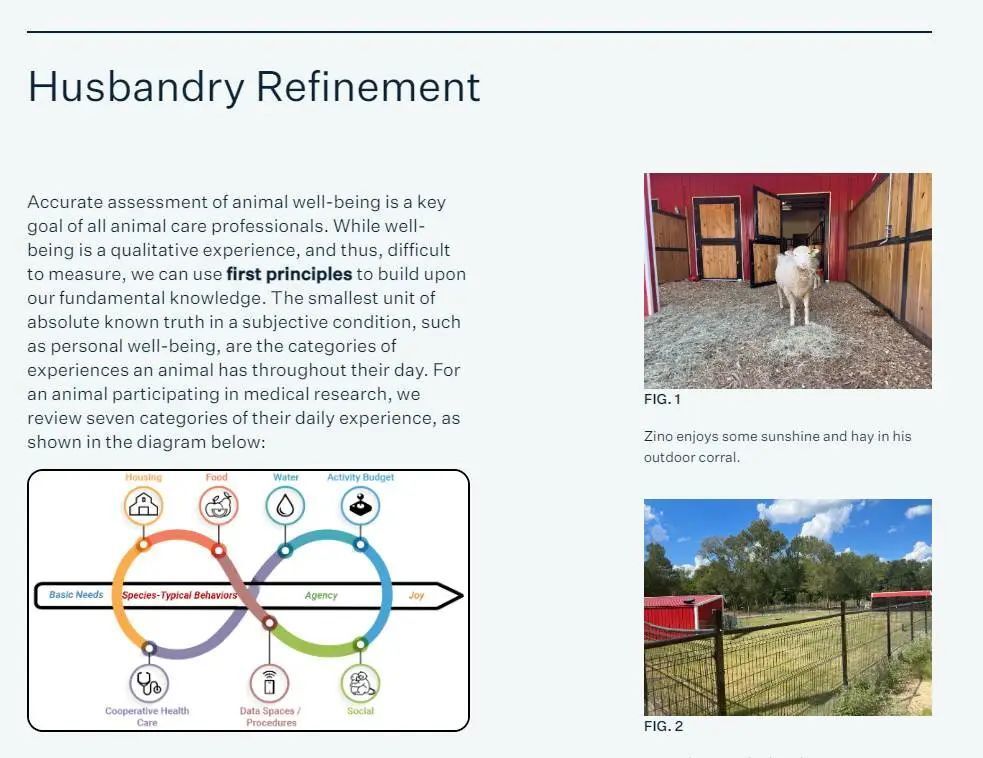 Husbandry Refinement
Accurate assessment of animal well-being is a key
goal of all animal care professionals. While well-
being is a qualitative experience, and thus, difficult
to measure, we can use first principles to build upon
our fundamental knowledge. The smallest unit of
absolute known truth in a subjective condition, such
as personal well-being, are the categories of
experiences an animal has throughout their day. For
an animal participating in medical research, we
review seven categories of their daily experience, as
shown in the diagram below:
Housing
Food
Water
Activity Budget
Basic Needs
Species-Typical Behaviors
Agency
Joy
Cooperative Health
Care
Data Spaces /
Procedures
Social
FIG. 1
Zino enjoys some sunshine and hay in his
outdoor corral.
FIG. 2